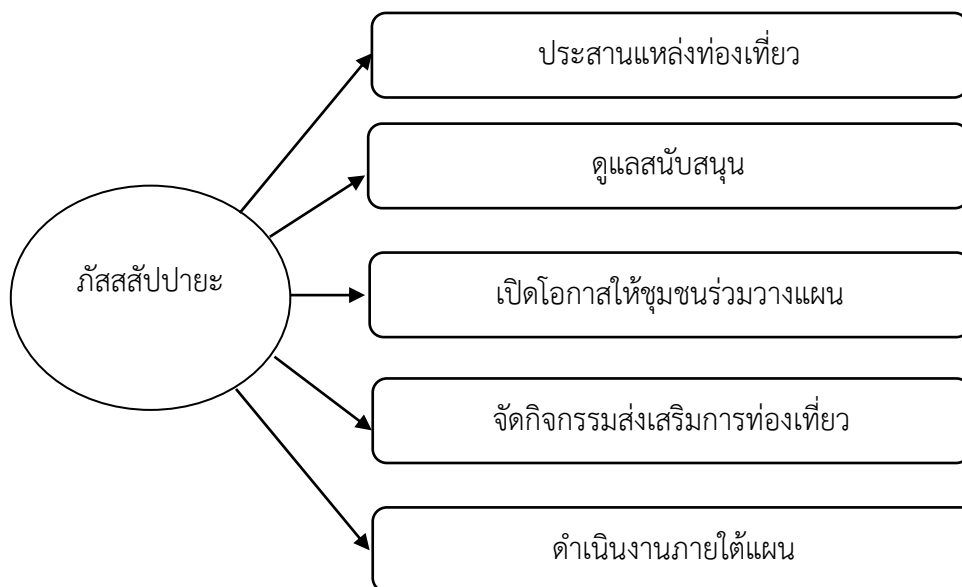 ประสานแหล่งท่องเที่ยว
ดูแลสนับสนุน
ภัสสสัปปายะ
เปิดโอกาสให้ชุมชนร่วมวางแผน
จัดกิจกรรมส่งเสริมการท่องเที่ยว
ดำเนินงานภายใต้แผน